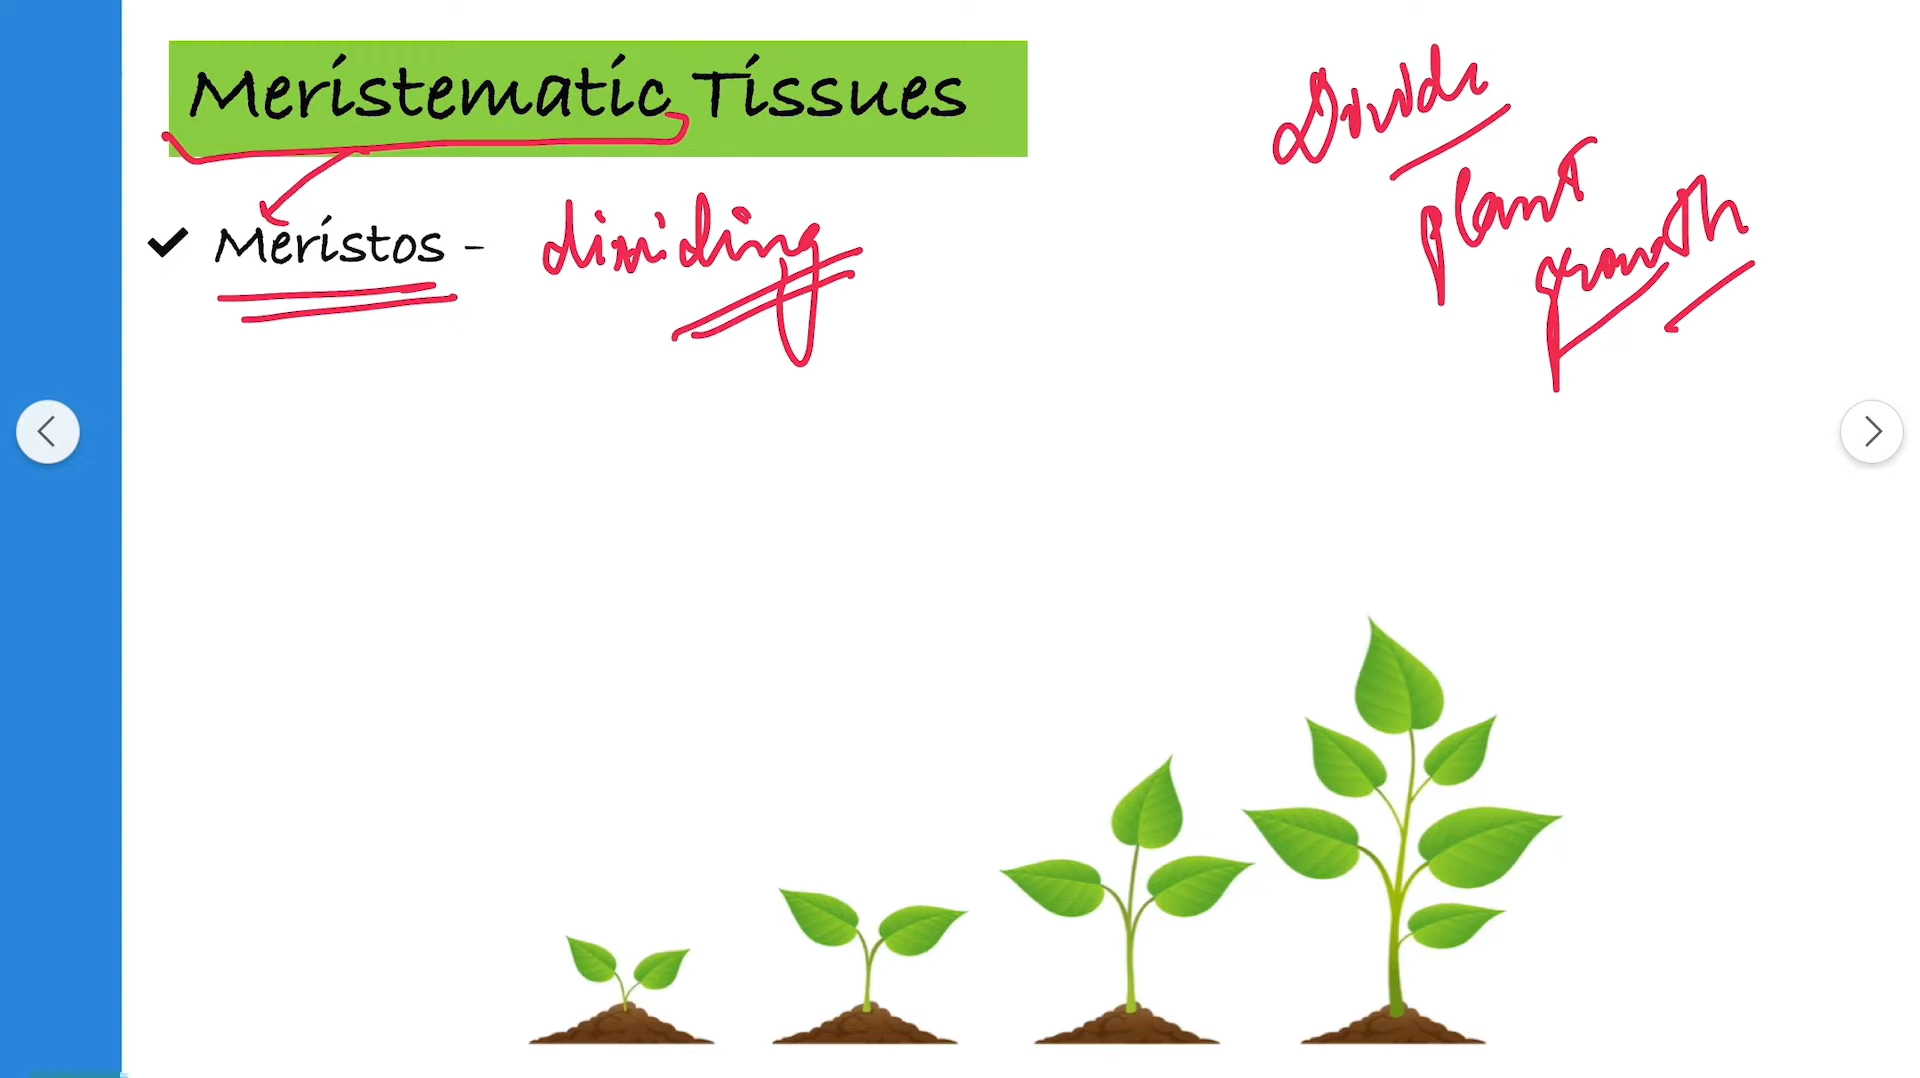 Meristematic Tissues
Meristos - dividing
Divide
plant
growth